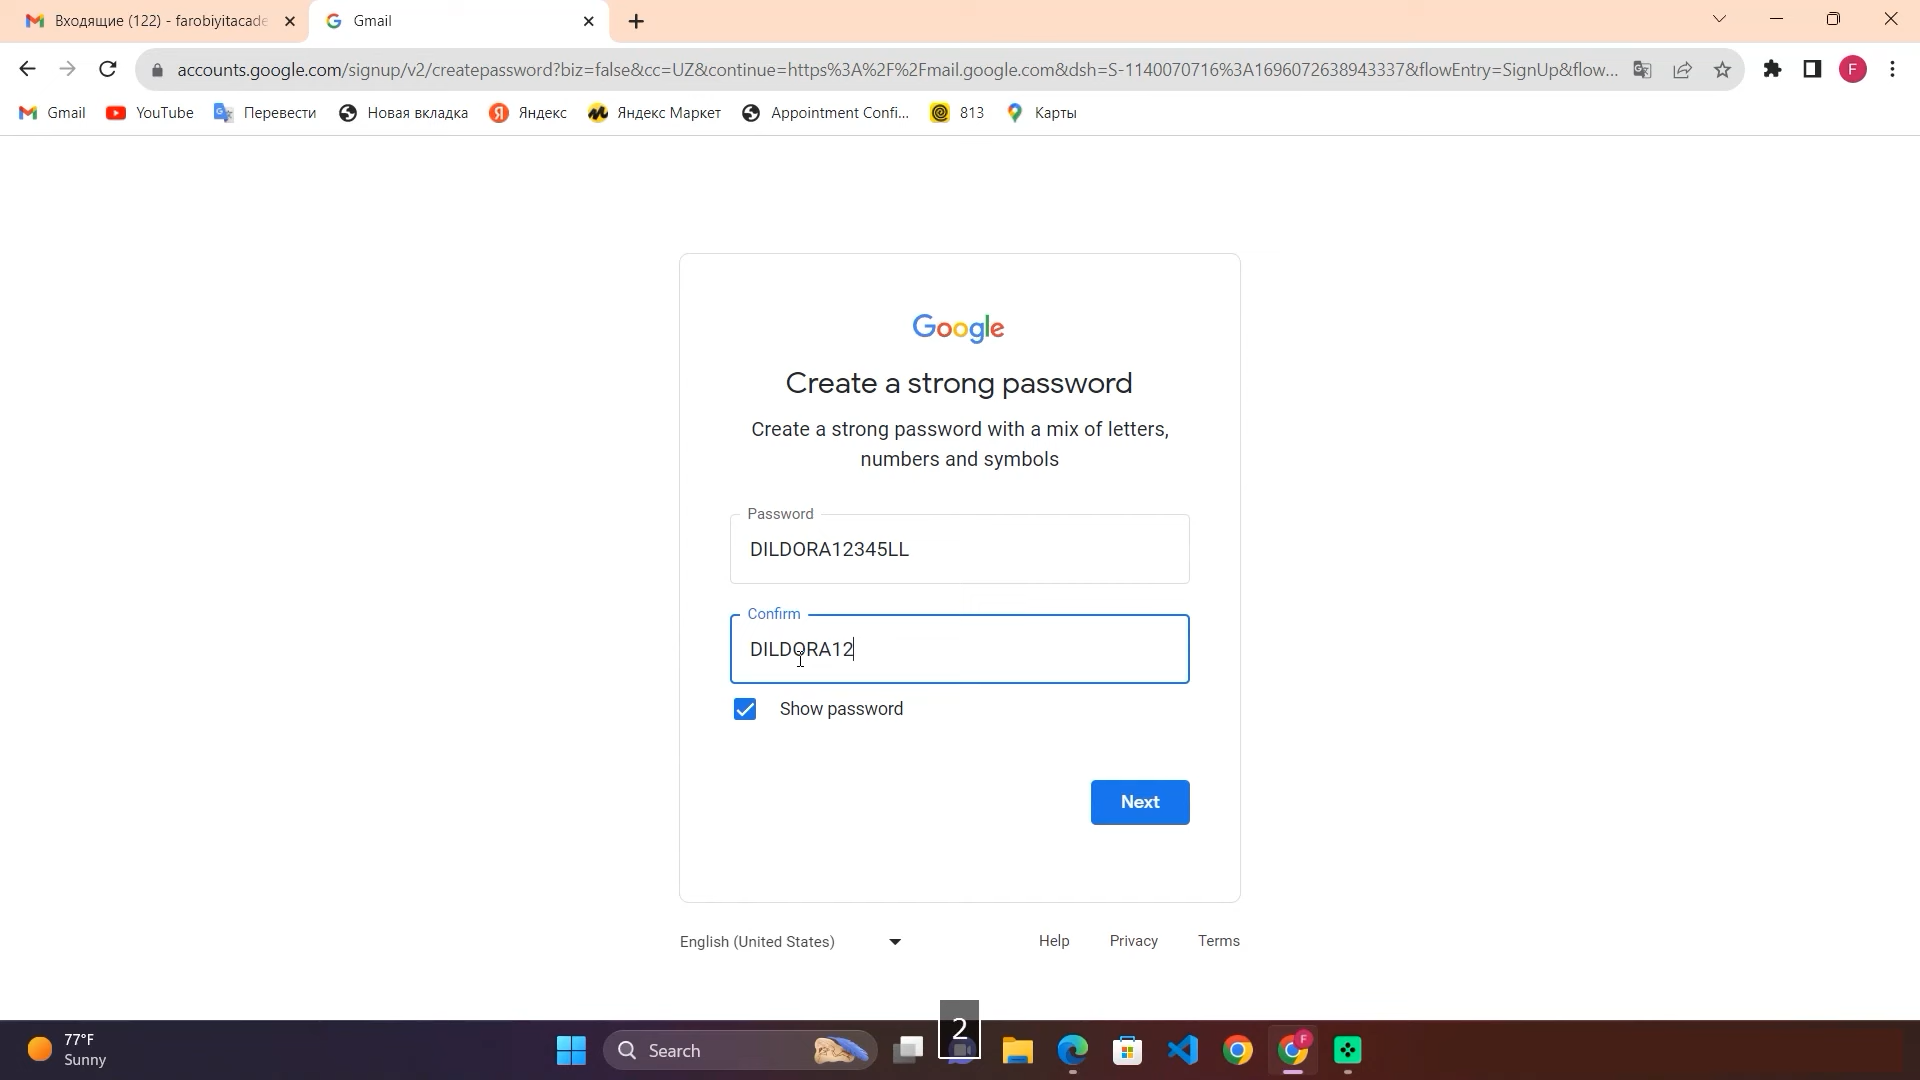 Входящие (122) - farobiyitacade
Gmail
accounts.google.com/signup/v2/createpassword?biz=false&cc=UZ&continue=https%3A%2F%2Fmail.google.com&dsh=S-1140070716%3A1696072638943337&flowEntry=SignUp&flow...
F
Gmail
YouTube
Перевести
Новая вкладка
Яндекс
Яндекс Маркет
Appointment Confi...
813
Карты
Google
Create a strong password
Create a strong password with a mix of letters,
numbers and symbols
Password
DILDORA12345LL
Confirm
DILDORA12
Show password
Next
English (United States)
Help
Privacy
Terms
2
77°F
Sunny
Search
F